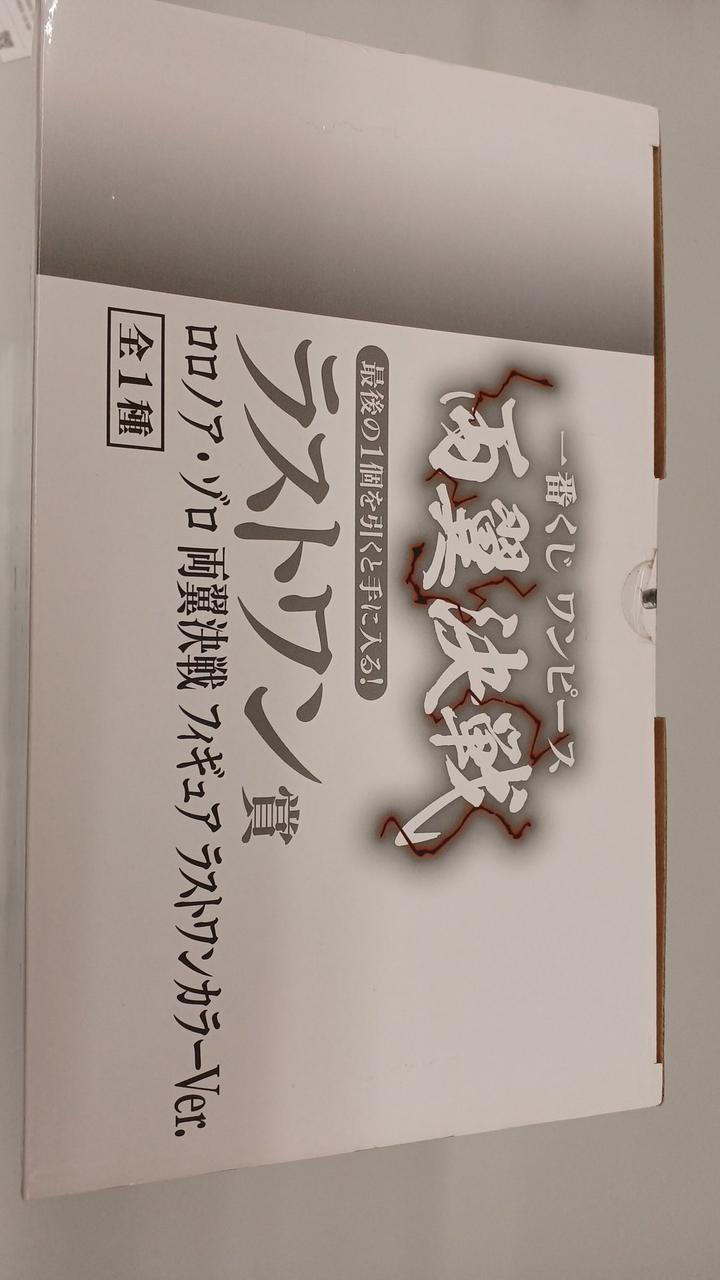 一番くじ ワンピース
両翼決戦
最後の1個を引くと手に入る!
ラストワン賞
ロロノア・ゾロ 両翼決戦 フィギュア ラストワンカラーVer.
全1種